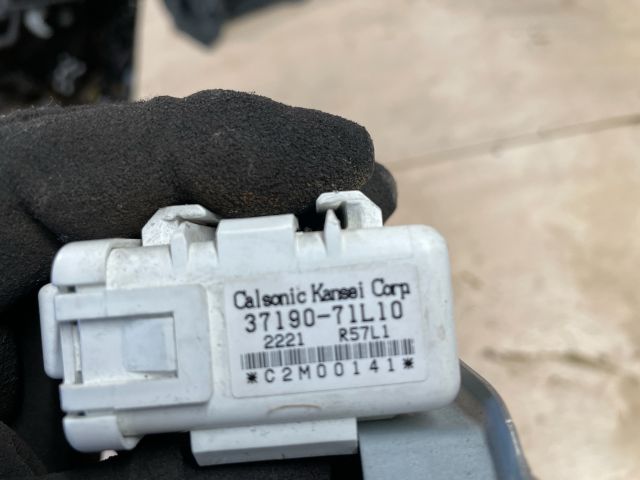 Calsonic Kansei Corp
37190-71L10
2221 R57L1
*C2M00141*